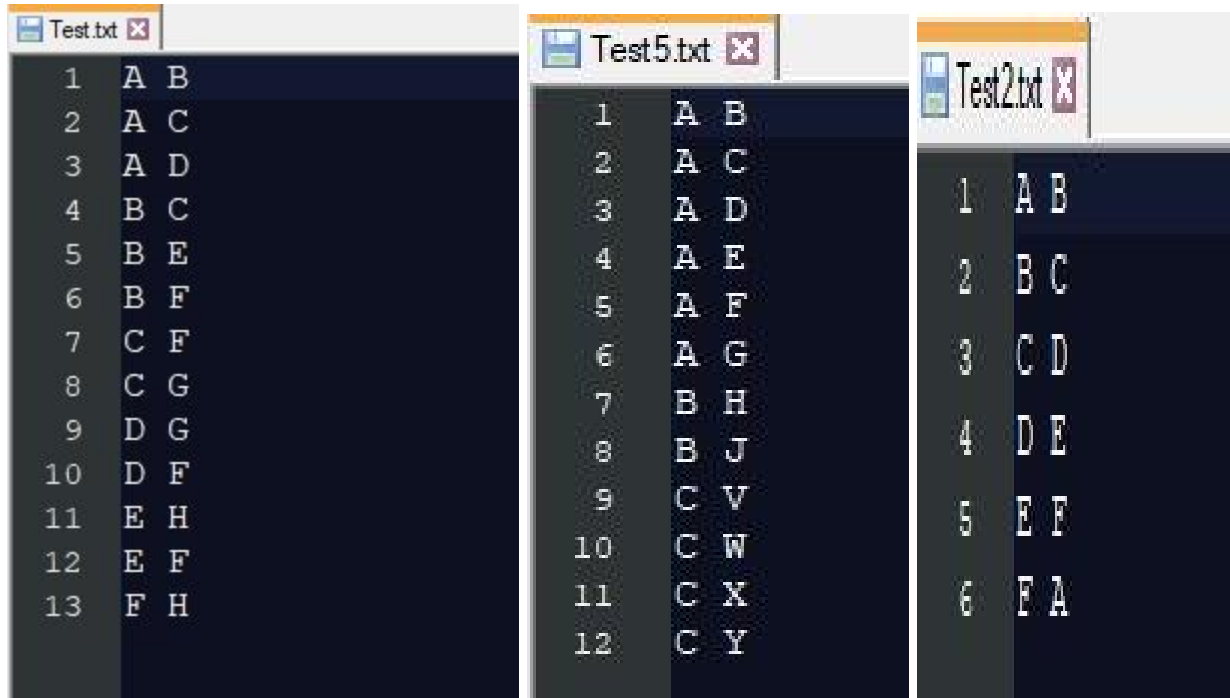 Test.txt
1 A B
2 A C
3 A D
4 B C
5 B E
6 B F
7 C F
8 C G
9 D G
10 D F
11 E H
12 E F
13 F H
Test5.txt
1 A B
2 A C
3 A D
4 A E
5 A F
6 A G
7 B H
8 B J
9 C V
10 C W
11 C X
12 C Y
Test2.txt
1 A B
2 B C
3 C D
4 D E
5 E F
6 F A